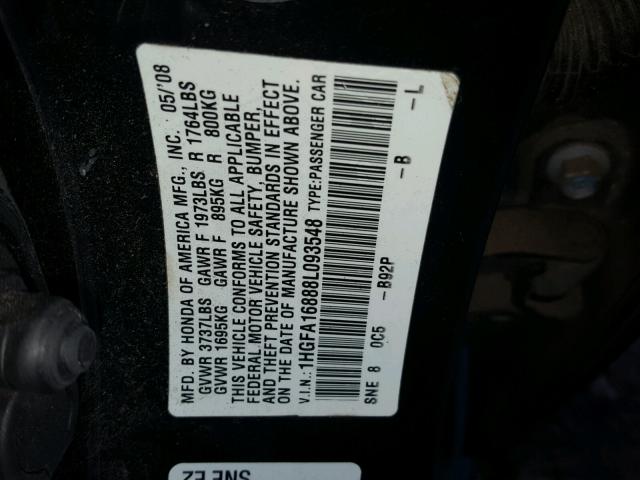 MFD. BY HONDA OF AMERICA MFG., INC. 05/'08
GVWR 3737LBS GAWR F 1973LBS R 1764LBS
GVWR 1695KG GAWR F 895KG R 800KG
THIS VEHICLE CONFORMS TO ALL APPLICABLE
FEDERAL MOTOR VEHICLE SAFETY, BUMPER,
AND THEFT PREVENTION STANDARDS IN EFFECT
ON THE DATE OF MANUFACTURE SHOWN ABOVE.
V.I.N.: 1HGFA16888L093548 TYPE: PASSENGER CAR
SNE 8 0C5 -B92P -B -L